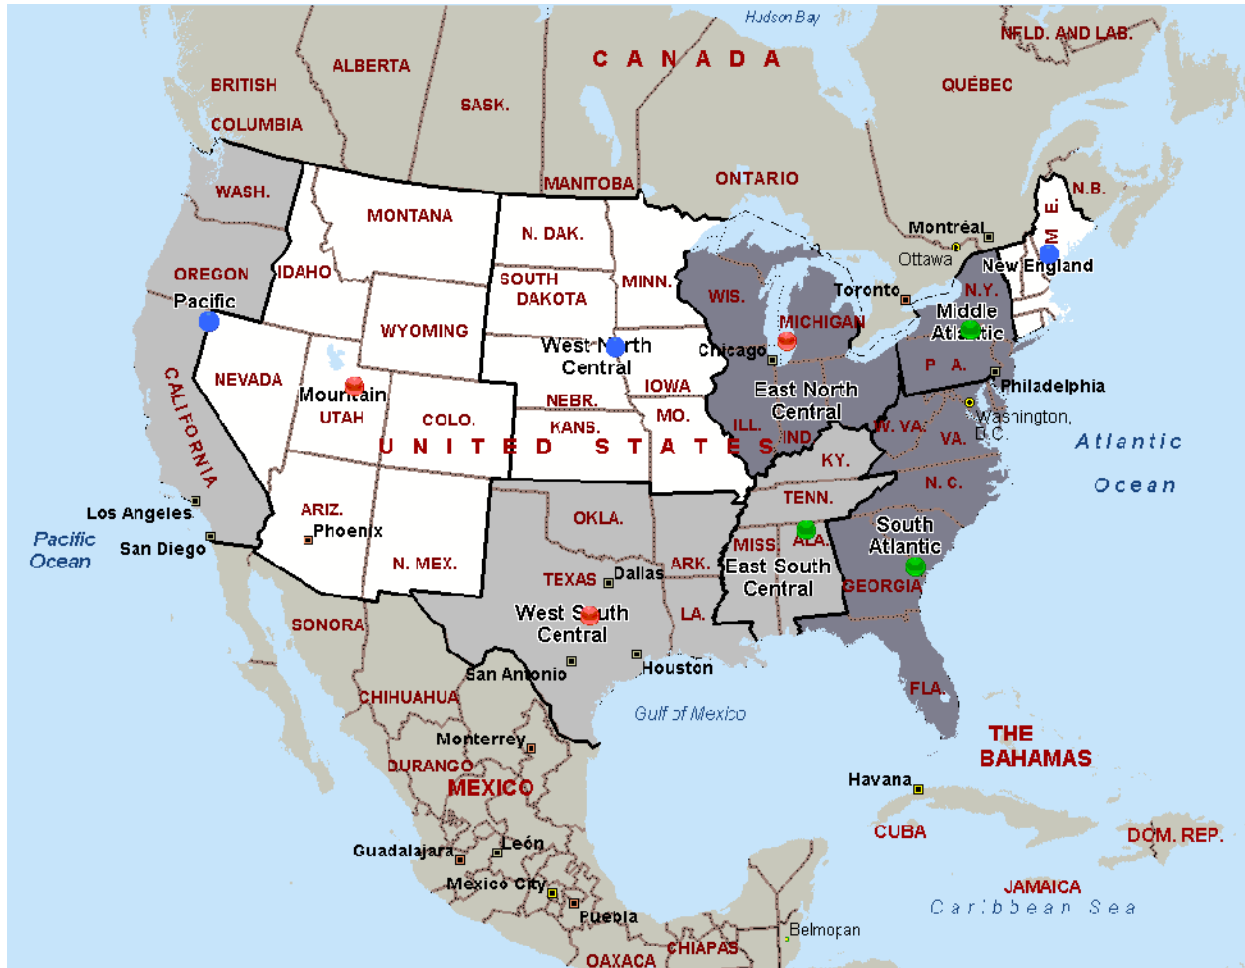 Hudson Bay
NFLD. AND LAB.
C A N A D A
ALBERTA
BRITISH
COLUMBIA
SASK.
QUÉBEC
MANITOBA
ONTARIO
N.B.
WASH.
MONTANA
N. DAK.
M E.
Montréal
Ottawa
New England
OREGON
IDAHO
SOUTH
DAKOTA
MINN.
WIS.
Toronto
N.Y.
Pacific
WYOMING
MICHIGAN
Middle
Atlantic
West North
Central
Chicago
P A.
NEVADA
Mountain
UTAH
COLO.
NEBR.
IOWA
East North
Central
Philadelphia
CALIFORNIA
KANS.
MO.
ILL.
IND.
W. VA.
VA.
Washington,
D.C.
U N I T E D S T A T E S
KY.
Atlantic
Ocean
Los Angeles
ARIZ.
Phoenix
TENN.
N. C.
San Diego
OKLA.
South
Atlantic
Pacific
Ocean
N. MEX.
TEXAS
Dallas
ARK.
MISS
ALA.
East South
Central
GEORGIA
West South
Central
LA.
SONORA
San Antonio
Houston
CHIHUAHUA
FLA.
Gulf of Mexico
Monterrey
THE
BAHAMAS
DURANGO
MEXICO
Havana
CUBA
DOM. REP.
Guadalajara
León
Mexico City
JAMAICA
Caribbean Sea
Puebla
Belmopan
CHIAPAS
OAXACA